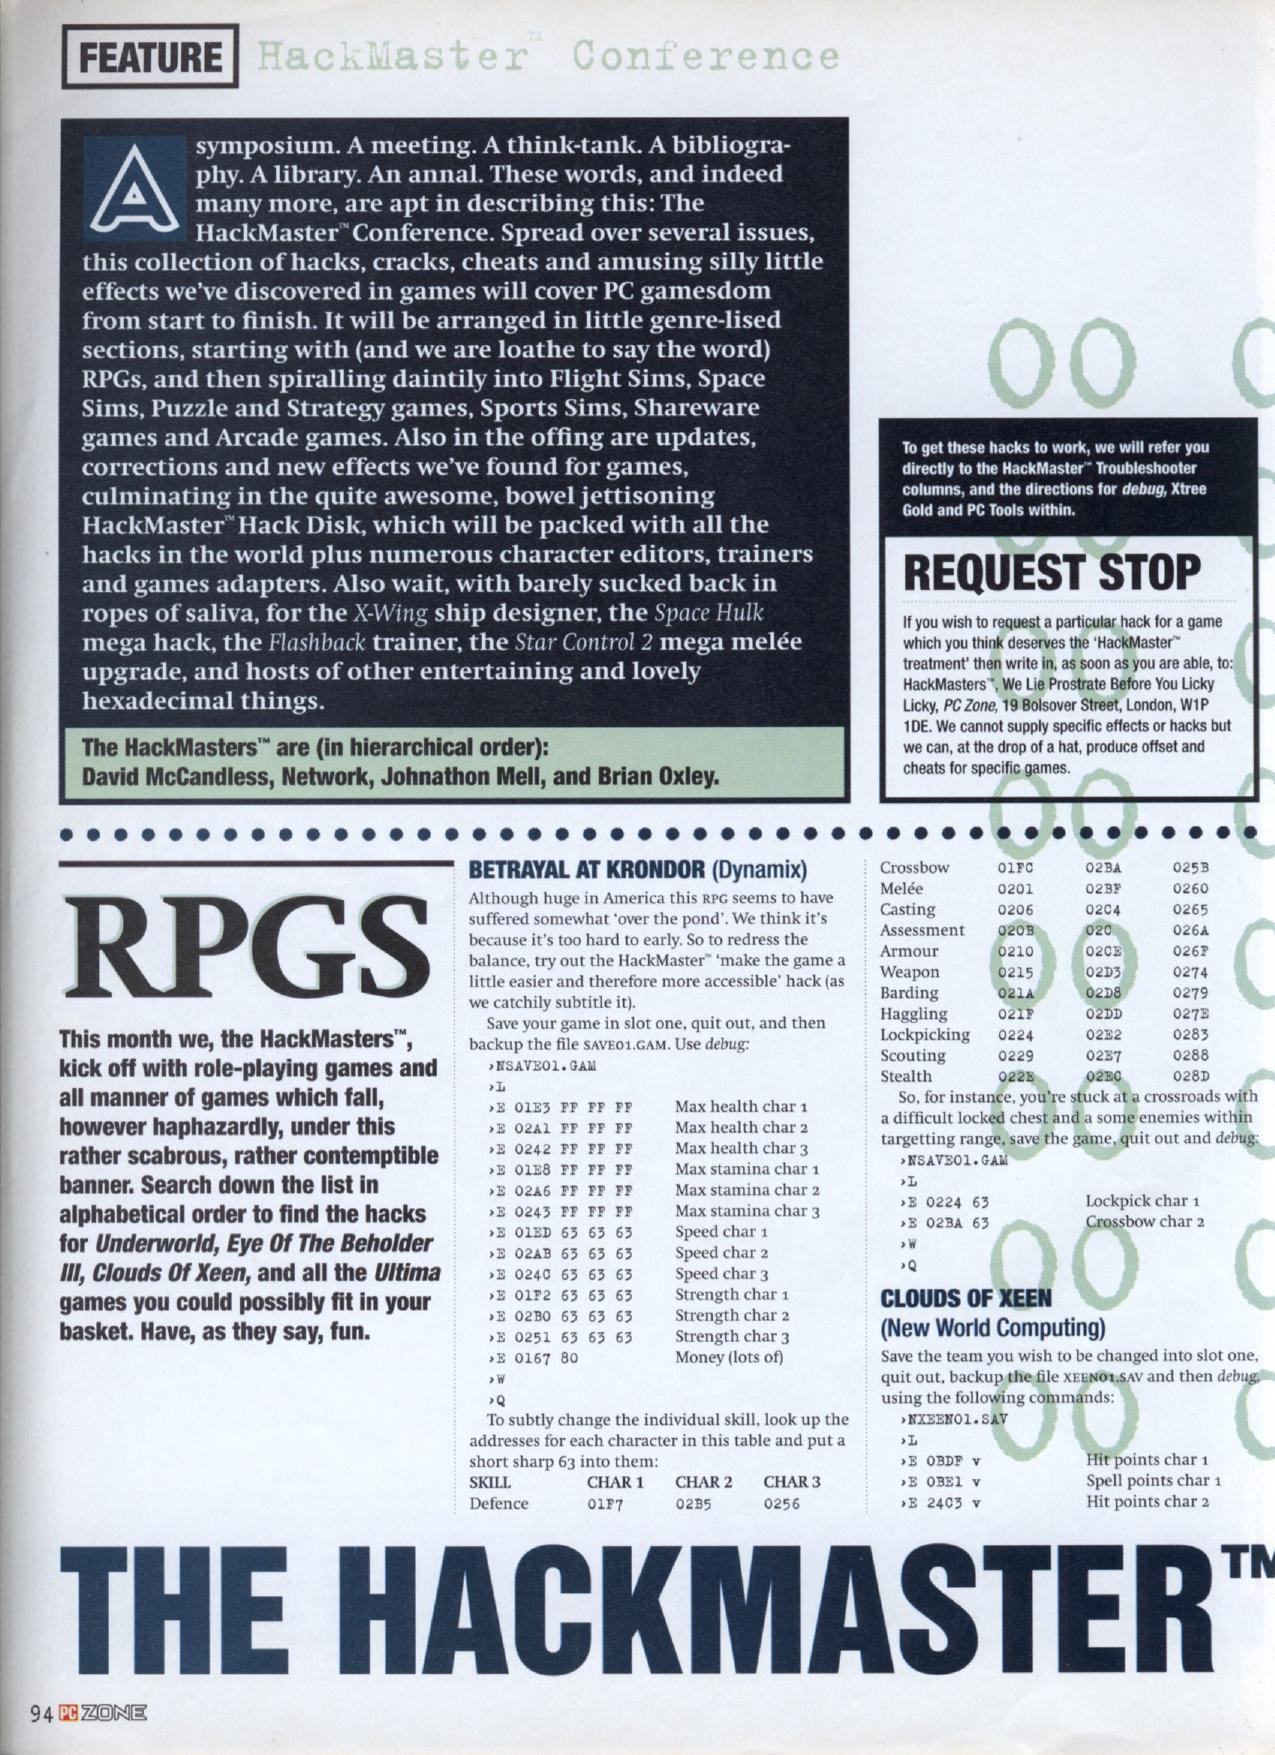 FEATURE HackMaster™ Conference
A symposium. A meeting. A think-tank. A bibliogra-
phy. A library. An annal. These words, and indeed
many more, are apt in describing this: The
HackMaster™ Conference. Spread over several issues,
this collection of hacks, cracks, cheats and amusing silly little
effects we've discovered in games will cover PC gamesdom
from start to finish. It will be arranged in little genre-lised
sections, starting with (and we are loathe to say the word)
RPGs, and then spiralling daintily into Flight Sims, Space
Sims, Puzzle and Strategy games, Sports Sims, Shareware
games and Arcade games. Also in the offing are updates,
corrections and new effects we've found for games,
culminating in the quite awesome, bowel jettisoning
HackMaster™ Hack Disk, which will be packed with all the
hacks in the world plus numerous character editors, trainers
and games adapters. Also wait, with barely sucked back in
ropes of saliva, for the X-Wing ship designer, the Space Hulk
mega hack, the Flashback trainer, the Star Control 2 mega melée
upgrade, and hosts of other entertaining and lovely
hexadecimal things.
The HackMasters™ are (in hierarchical order):
David McCandless, Network, Johnathon Mell, and Brian Oxley.
To get these hacks to work, we will refer you
directly to the HackMaster™ Troubleshooter
columns, and the directions for debug, Xtree
Gold and PC Tools within.
REQUEST STOP
If you wish to request a particular hack for a game
which you think deserves the 'HackMaster™
treatment' then write in, as soon as you are able, to:
HackMasters™, We Lie Prostrate Before You Licky
Licky, PC Zone, 19 Bolsover Street, London, W1P
1DE. We cannot supply specific effects or hacks but
we can, at the drop of a hat, produce offset and
cheats for specific games.
RPGS
This month we, the HackMasters™,
kick off with role-playing games and
all manner of games which fall,
however haphazardly, under this
rather scabrous, rather contemptible
banner. Search down the list in
alphabetical order to find the hacks
for Underworld, Eye Of The Beholder
III, Clouds Of Xeen, and all the Ultima
games you could possibly fit in your
basket. Have, as they say, fun.
BETRAYAL AT KRONDOR (Dynamix)
Although huge in America this RPG seems to have
suffered somewhat 'over the pond'. We think it's
because it's too hard to early. So to redress the
balance, try out the HackMaster™ 'make the game a
little easier and therefore more accessible' hack (as
we catchily subtitle it).
Save your game in slot one, quit out, and then
backup the file SAVE01.GAM. Use debug:
>NSAVE01.GAM
>L
>E 01E3 FF FF FF Max health char 1
>E 02A1 FF FF FF Max health char 2
>E 0242 FF FF FF Max health char 3
>E 01E8 FF FF FF Max stamina char 1
>E 02A6 FF FF FF Max stamina char 2
>E 0243 FF FF FF Max stamina char 3
>E 01ED 63 63 63 Speed char 1
>E 02AB 63 63 63 Speed char 2
>E 024C 63 63 63 Speed char 3
>E 01F2 63 63 63 Strength char 1
>E 02B0 63 63 63 Strength char 2
>E 0251 63 63 63 Strength char 3
>E 0167 80 Money (lots of)
>W
>Q
To subtly change the individual skill, look up the
addresses for each character in this table and put a
short sharp 63 into them:
SKILL CHAR 1 CHAR 2 CHAR 3
Defence 01F7 02B5 0256
Crossbow 01FC 02BA 025B
Melée 0201 02BF 0260
Casting 0206 02C4 0265
Assessment 020B 02C 026A
Armour 0210 02CE 026F
Weapon 0215 02D3 0274
Barding 021A 02D8 0279
Haggling 021F 02DD 027E
Lockpicking 0224 02E2 0283
Scouting 0229 02E7 0288
Stealth 022E 02EC 028D
So, for instance, you're stuck at a crossroads with
a difficult locked chest and a some enemies within
targetting range, save the game, quit out and debug:
>NSAVE01.GAM
>L
>E 0224 63 Lockpick char 1
>E 02BA 63 Crossbow char 2
>W
>Q
CLOUDS OF XEEN
(New World Computing)
Save the team you wish to be changed into slot one,
quit out, backup the file XEEN01.SAV and then debug,
using the following commands:
>NXEEN01.SAV
>L
>E 0BDF v Hit points char 1
>E 0BE1 v Spell points char 1
>E 24C3 v Hit points char 2
THE HACKMASTER™
94 PC ZONE